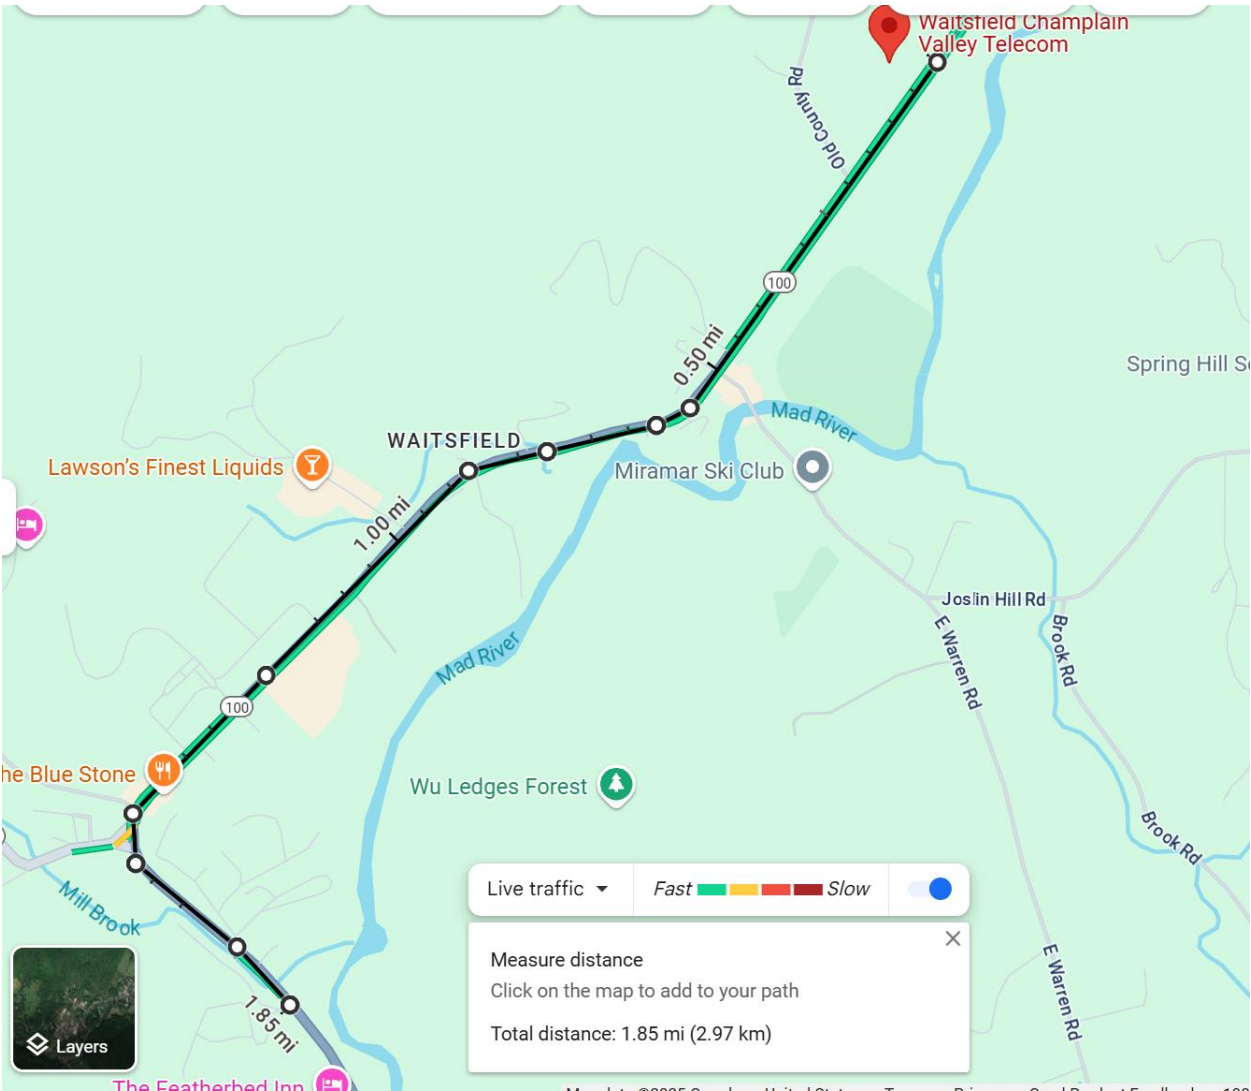 Waitsfield Champlain
Valley Telecom
Old County Rd
100
0.50 mi
Spring Hill S
Mad River
WAITSFIELD
Lawson's Finest Liquids
Miramar Ski Club
1.00 mi
Joslin Hill Rd
E Warren Rd
Brook Rd
Mad River
100
he Blue Stone
Wu Ledges Forest
Brook Rd
Mill Brook
Live traffic
Fast
Slow
E Warren Rd
Measure distance
Click on the map to add to your path
Total distance: 1.85 mi (2.97 km)
1.85 mi
Layers
The Featherbed Inn